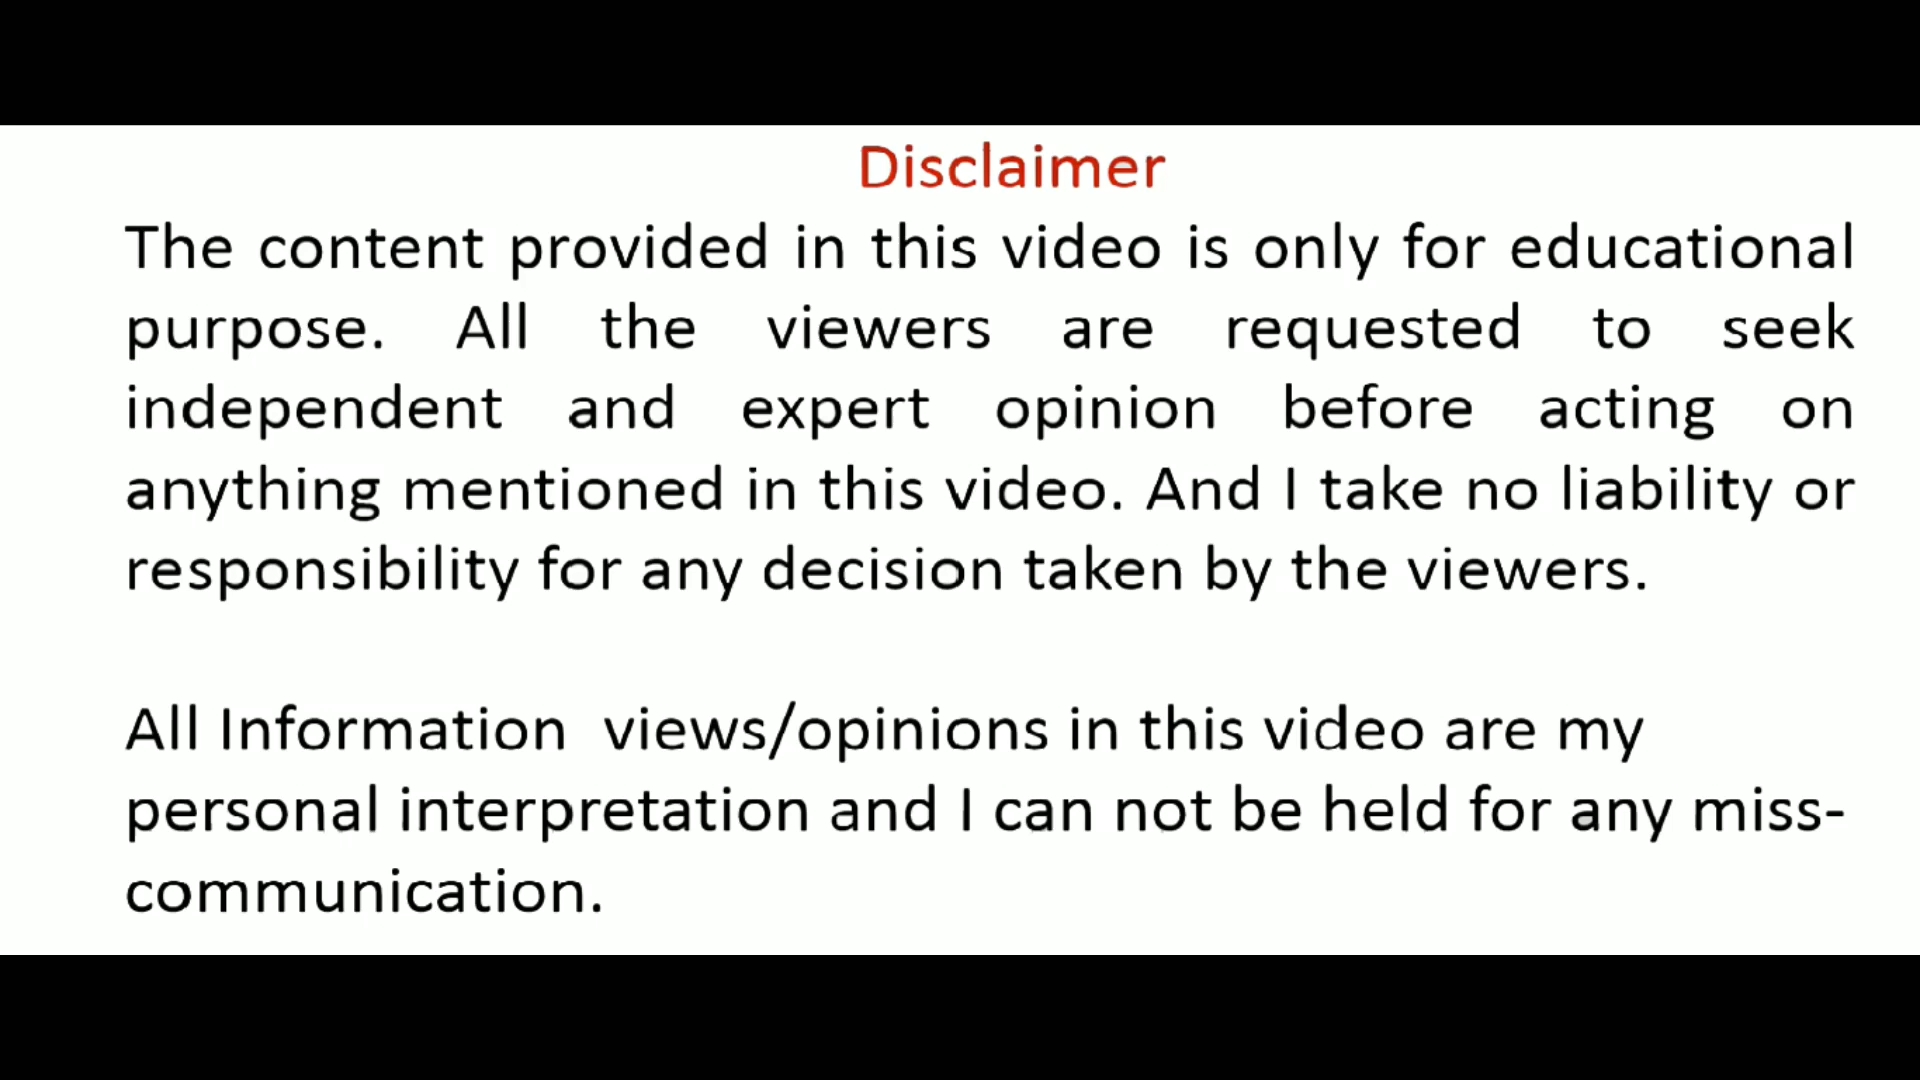 Disclaimer
The content provided in this video is only for educational
purpose. All the viewers are requested to seek
independent and expert opinion before acting on
anything mentioned in this video. And I take no liability or
responsibility for any decision taken by the viewers.
All Information  views/opinions in this video are my
personal interpretation and I can not be held for any miss-
communication.